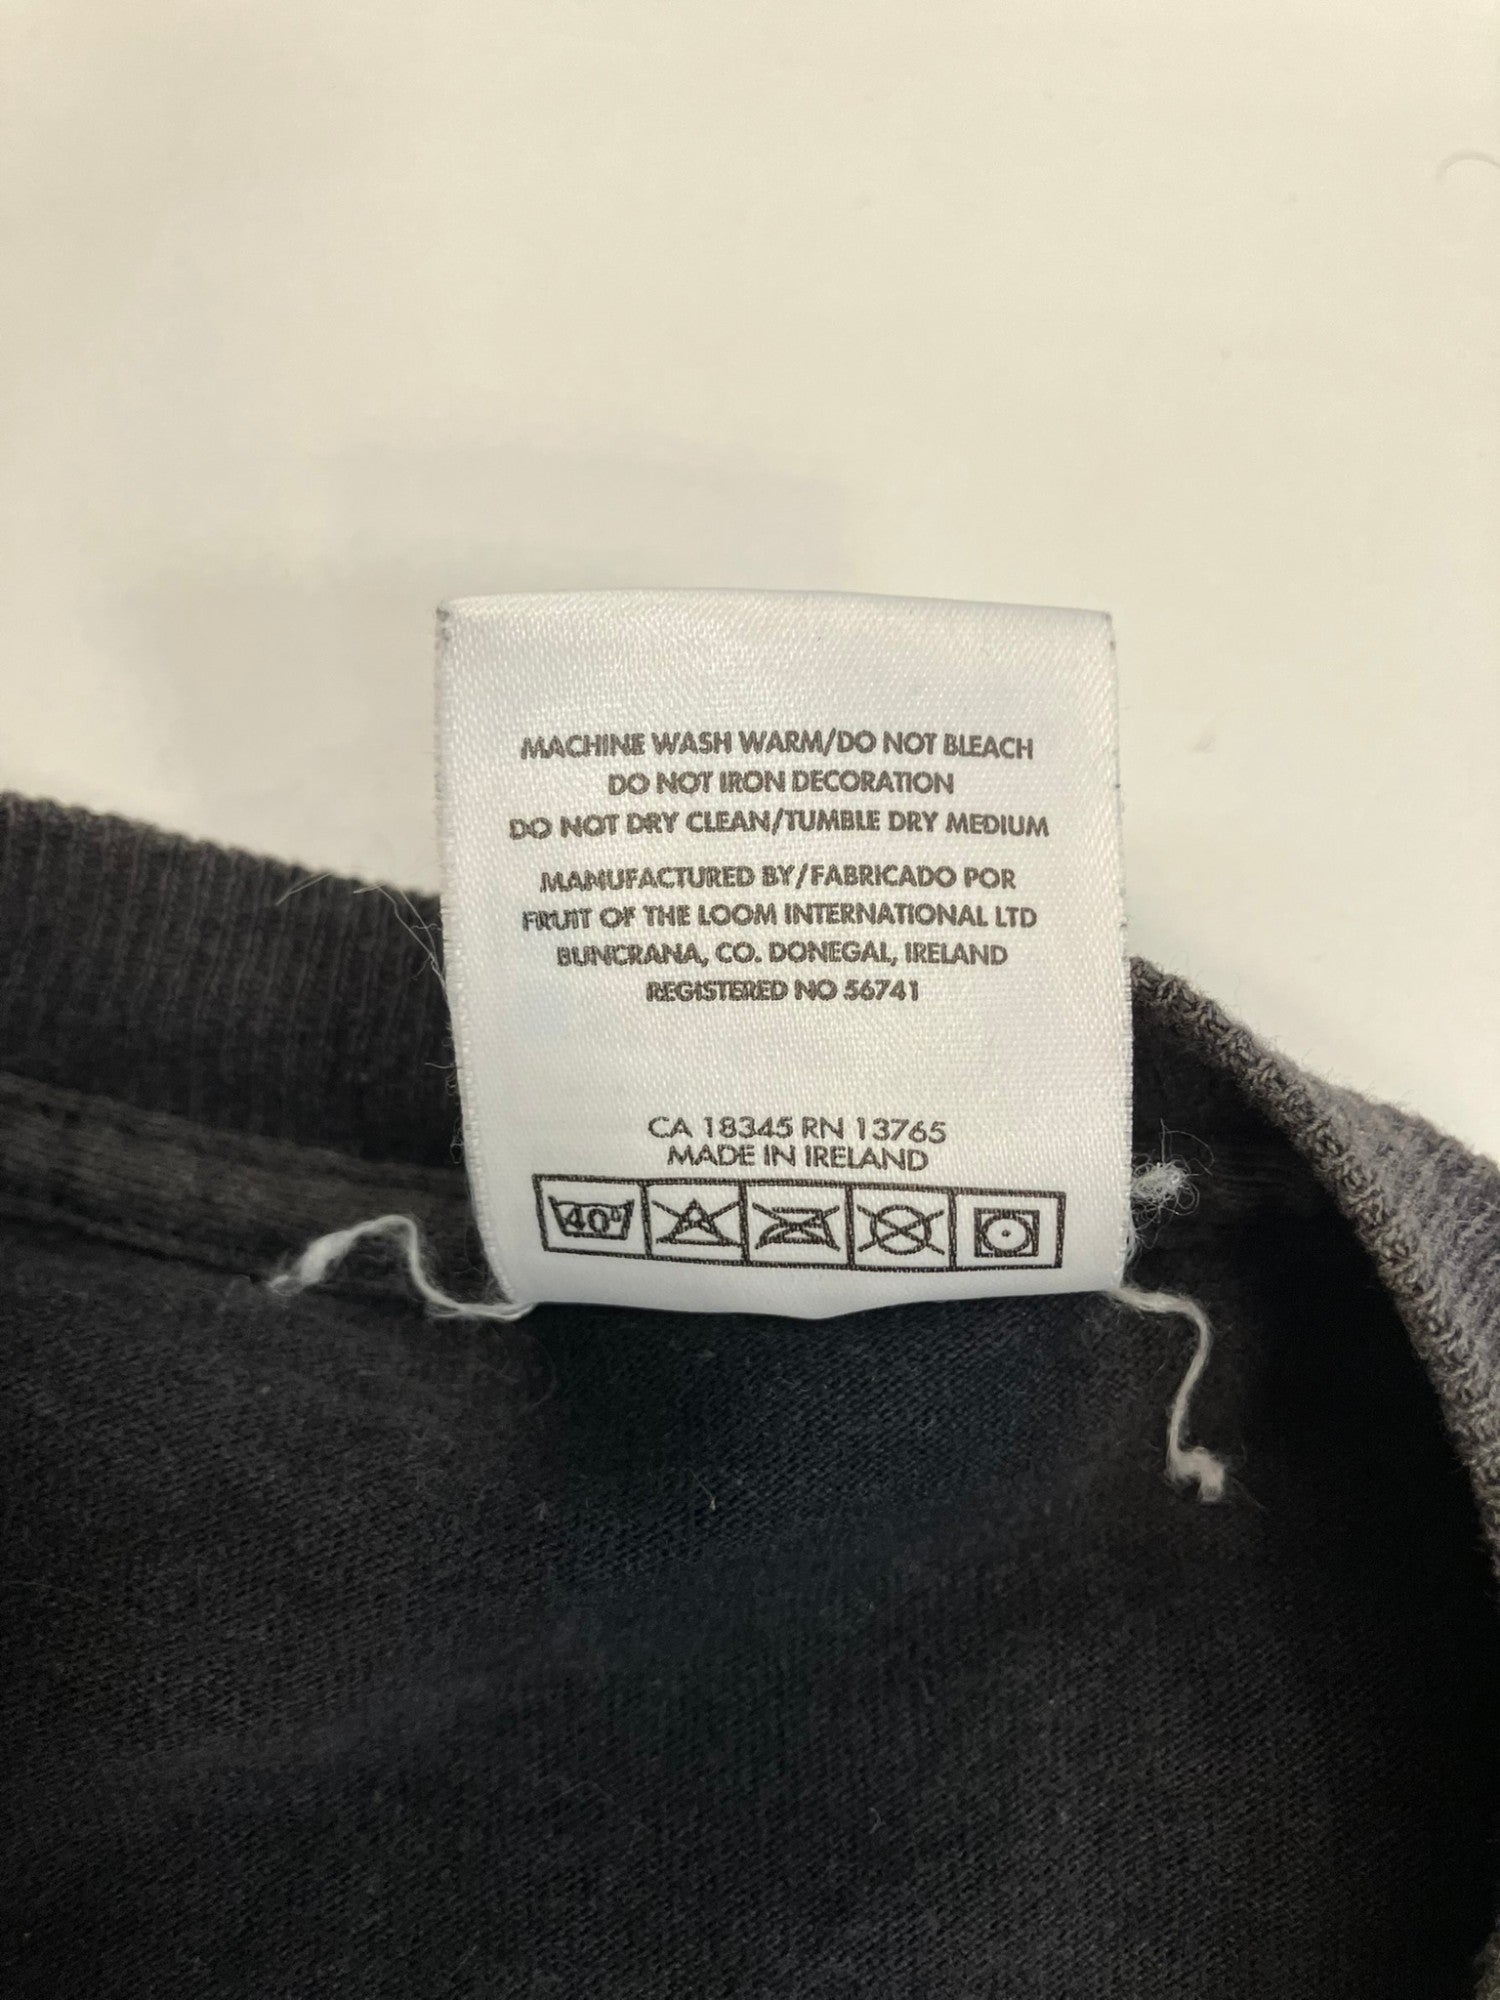 MACHINE WASH WARM/DO NOT BLEACH
DO NOT IRON DECORATION
DO NOT DRY CLEAN/TUMBLE DRY MEDIUM
MANUFACTURED BY/FABRICADO POR
FRUIT OF THE LOOM INTERNATIONAL LTD
BUNCRANA, CO. DONEGAL, IRELAND
REGISTERED NO 56741
CA 18345 RN 13765
MADE IN IRELAND
40°